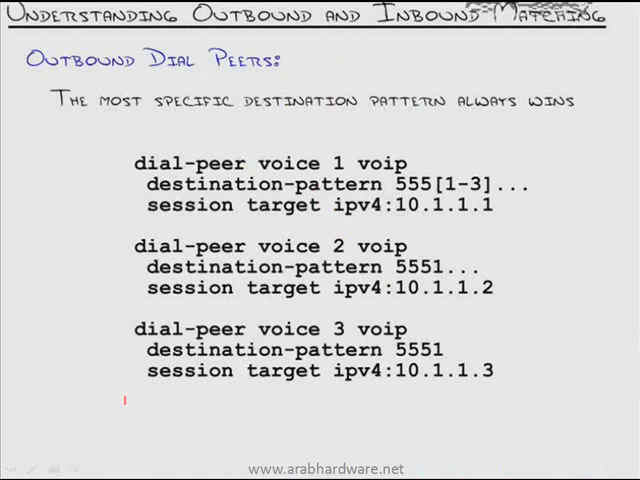 Understanding Outbound and Inbound Matching
Outbound Dial Peers:
The most specific destination pattern always wins
dial-peer voice 1 voip
destination-pattern 555[1-3]...
session target ipv4:10.1.1.1
dial-peer voice 2 voip
destination-pattern 5551...
session target ipv4:10.1.1.2
dial-peer voice 3 voip
destination-pattern 5551
session target ipv4:10.1.1.3
www.arabhardware.net